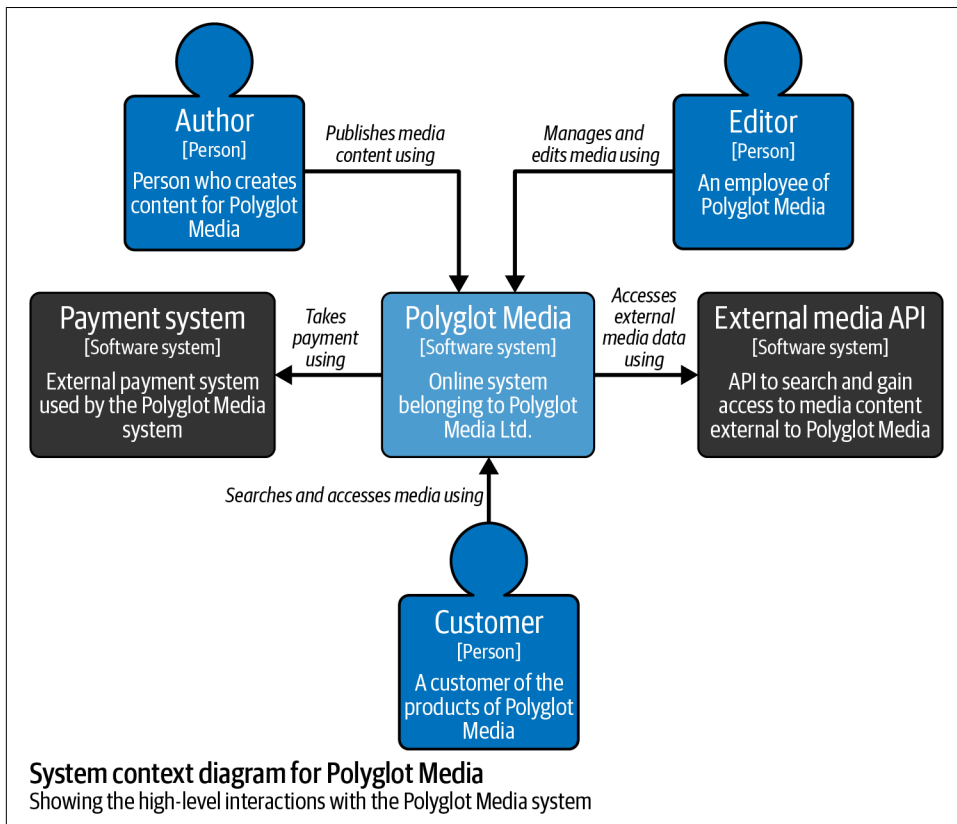 Author
[Person]
Person who creates
content for Polyglot
Media
Publishes media
content using
Manages and
edits media using
Editor
[Person]
An employee of
Polyglot Media
Payment system
[Software system]
External payment system
used by the Polyglot Media
system
Takes
payment
using
Polyglot Media
[Software system]
Online system
belonging to Polyglot
Media Ltd.
Accesses
external
media data
using
External media API
[Software system]
API to search and gain
access to media content
external to Polyglot Media
Searches and accesses media using
Customer
[Person]
A customer of the
products of Polyglot
Media
System context diagram for Polyglot Media
Showing the high-level interactions with the Polyglot Media system